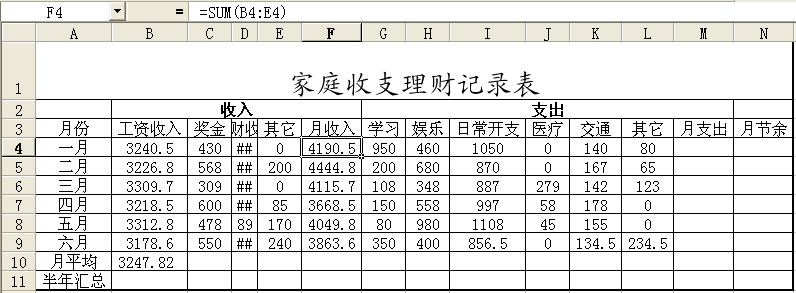 F4 = =SUM(B4:E4)
A B C D E F G H I J K L M N
1 家庭收支理财记录表
2 收入 支出
3 月份 工资收入 奖金 财收 其它 月收入 学习 娱乐 日常开支 医疗 交通 其它 月支出 月节余
4 一月 3240.5 430 ## 0 4190.5 950 460 1050 0 140 80
5 二月 3226.8 568 ## 200 4444.8 200 680 870 0 167 65
6 三月 3309.7 309 ## 0 4115.7 108 348 887 279 142 123
7 四月 3218.5 600 ## 85 3668.5 150 558 997 58 178 0
8 五月 3312.8 478 89 170 4049.8 80 980 1108 45 155 0
9 六月 3178.6 550 ## 240 3863.6 350 400 856.5 0 134.5 234.5
10 月平均 3247.82
11 半年汇总